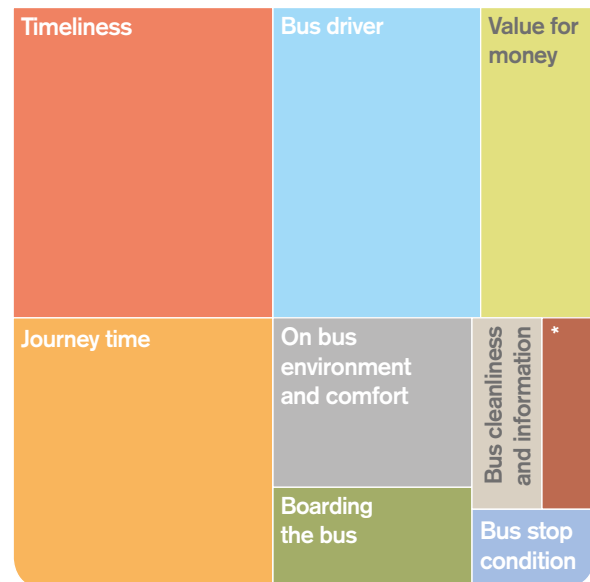 Timeliness
Bus driver
Value for
money
Journey time
On bus
environment
and comfort
Bus cleanliness
and information
*
Boarding
the bus
Bus stop
condition